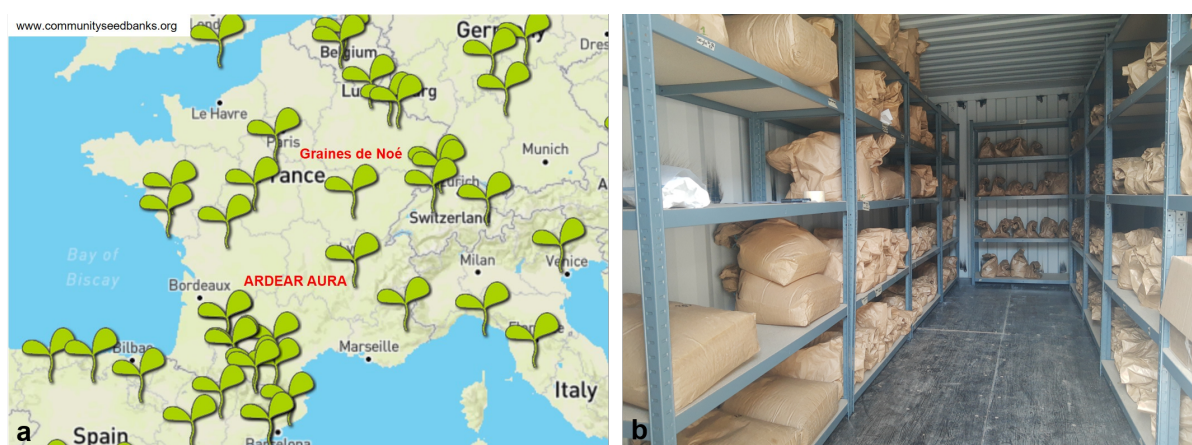 www.communityseedbanks.org
Germany
Belgium
Le Havre
Paris
Graines de Noé
Munich
France
Switzerland
Bay of
Biscay
Milan
Venice
ARDEAR AURA
Bordeaux
Bilbao
Marseille
Italy
Spain
Barcelona
a
b